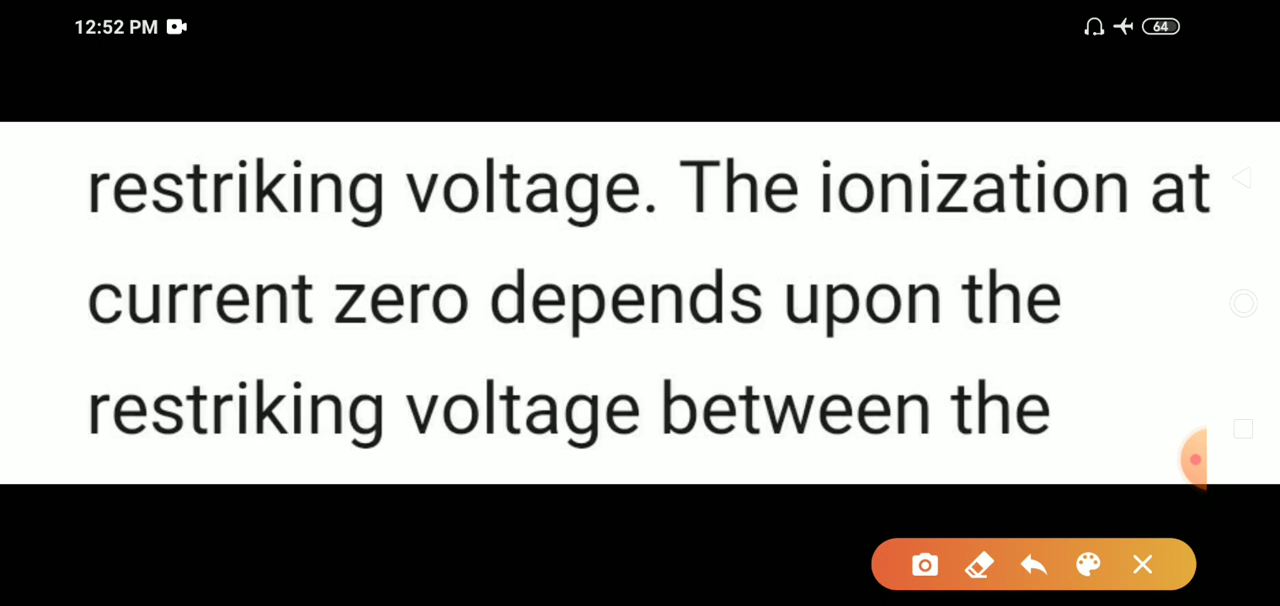 12:52 PM
64
restriking voltage. The ionization at
current zero depends upon the
restriking voltage between the